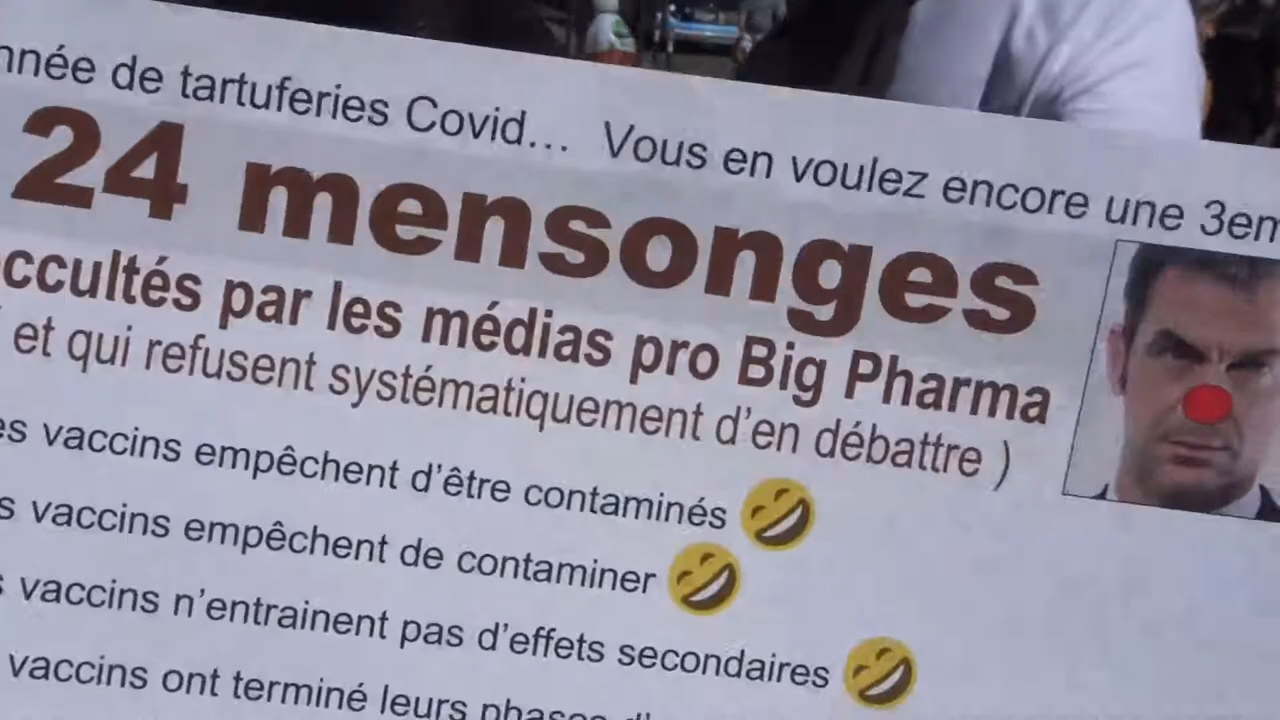 nnée de tartuferies Covid... Vous en voulez encore une 3em
24 mensonges
ccultés par les médias pro Big Pharma
et qui refusent systématiquement d'en débattre )
es vaccins empêchent d'être contaminés
s vaccins empêchent de contaminer
vaccins n'entrainent pas d'effets secondaires
vaccins ont terminé leurs phases d'